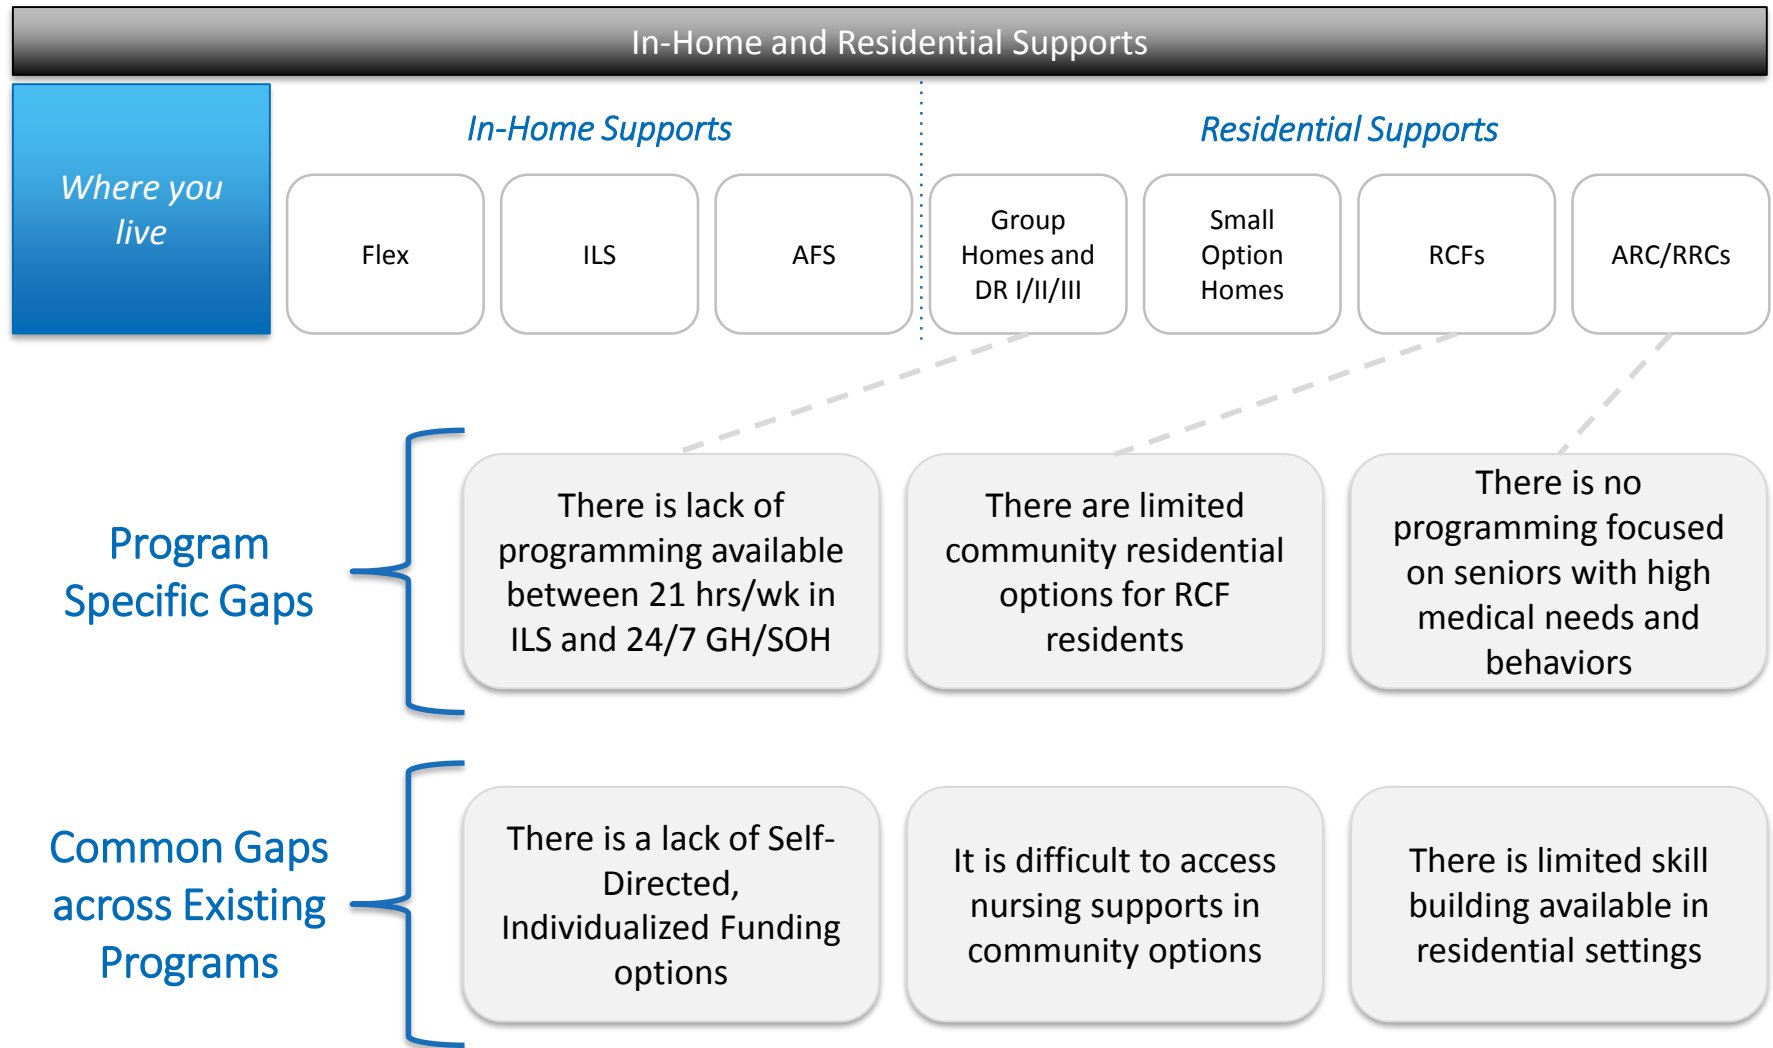 In-Home and Residential Supports
Where you
live
In-Home Supports
Residential Supports
Flex
ILS
AFS
Group
Homes and
DR I/II/III
Small
Option
Homes
RCFs
ARC/RRCs
Program
Specific Gaps
There is lack of
programming available
between 21 hrs/wk in
ILS and 24/7 GH/SOH
There are limited
community residential
options for RCF
residents
There is no
programming focused
on seniors with high
medical needs and
behaviors
Common Gaps
across Existing
Programs
There is a lack of Self-
Directed,
Individualized Funding
options
It is difficult to access
nursing supports in
community options
There is limited skill
building available in
residential settings